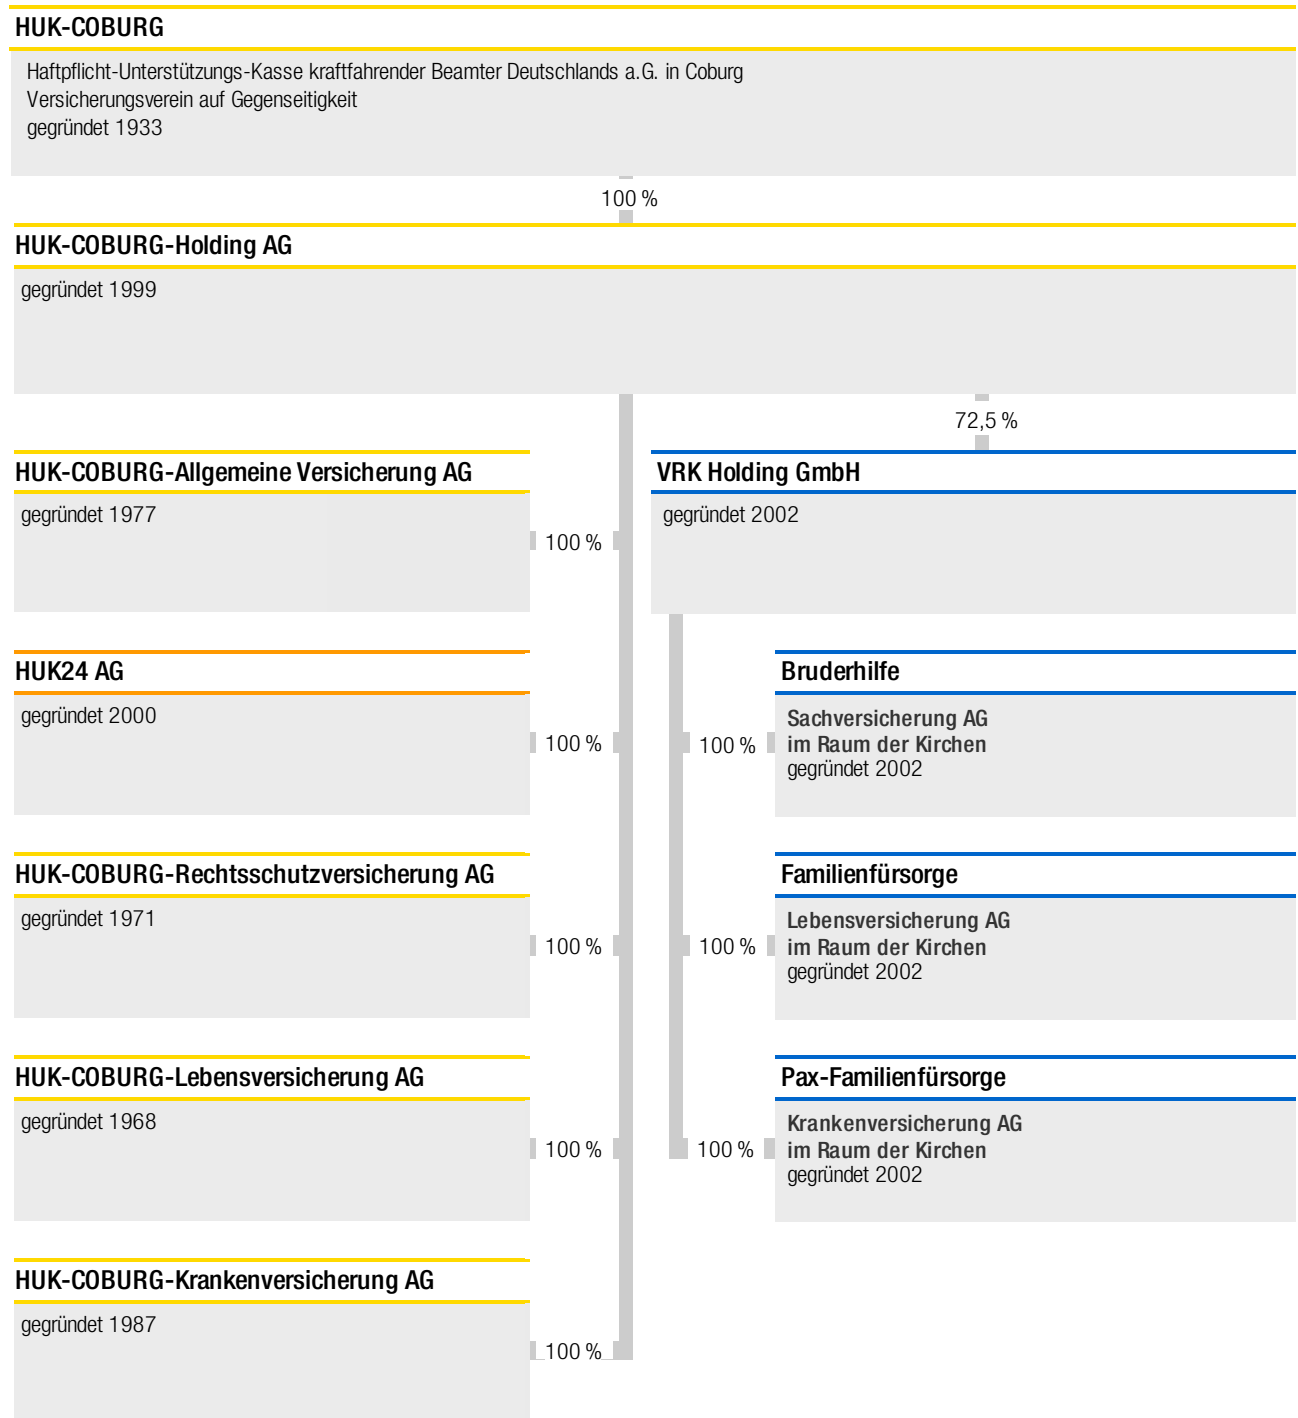 HUK-COBURG
Haftpflicht-Unterstützungs-Kasse kraftfahrender Beamter Deutschlands a.G. in Coburg
Versicherungsverein auf Gegenseitigkeit
gegründet 1933
100 %
HUK-COBURG-Holding AG
gegründet 1999
72,5 %
HUK-COBURG-Allgemeine Versicherung AG
gegründet 1977
100 %
VRK Holding GmbH
gegründet 2002
HUK24 AG
gegründet 2000
100 %
Bruderhilfe
Sachversicherung AG
im Raum der Kirchen
gegründet 2002
100 %
HUK-COBURG-Rechtsschutzversicherung AG
gegründet 1971
100 %
Familienfürsorge
Lebensversicherung AG
im Raum der Kirchen
gegründet 2002
100 %
HUK-COBURG-Lebensversicherung AG
gegründet 1968
100 %
Pax-Familienfürsorge
Krankenversicherung AG
im Raum der Kirchen
gegründet 2002
100 %
HUK-COBURG-Krankenversicherung AG
gegründet 1987
100 %